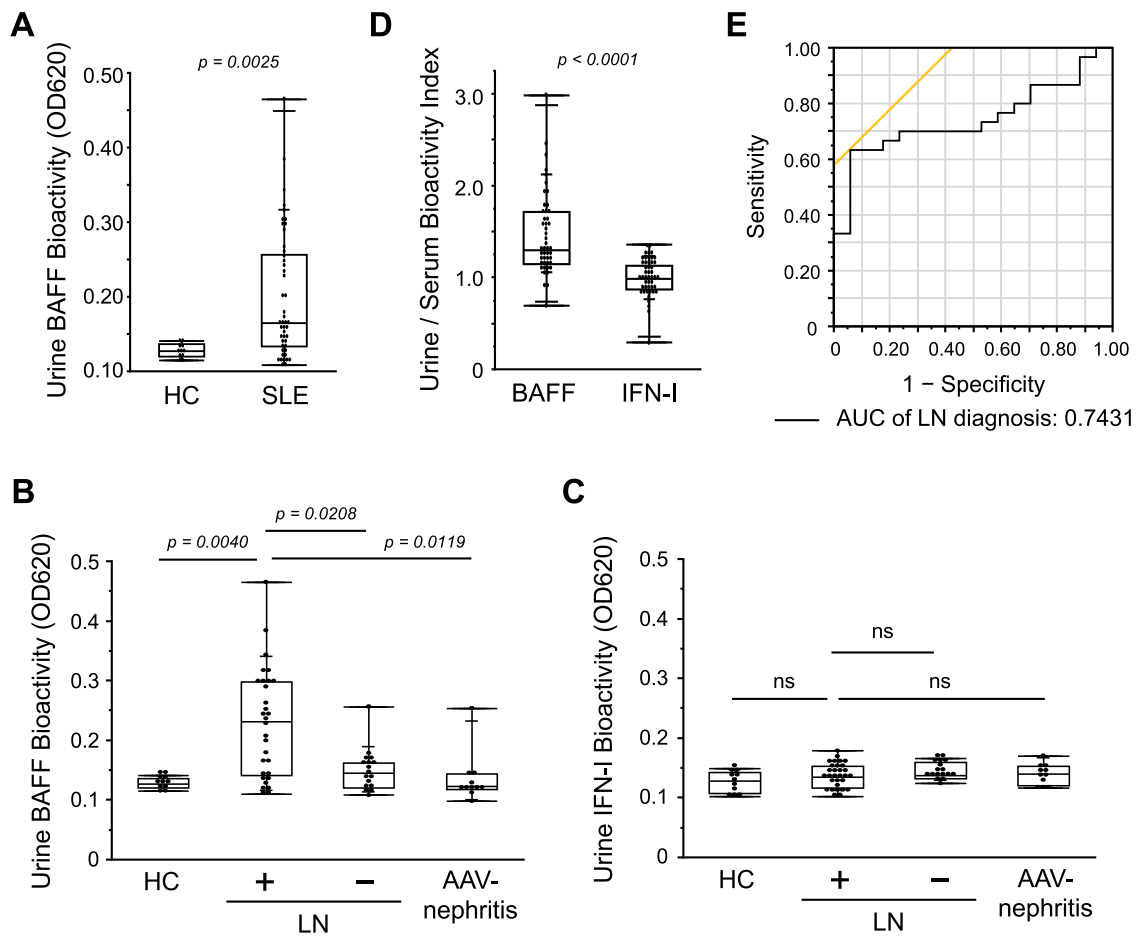 A
Urine BAFF Bioactivity (OD620)
p = 0.0025
0.50
0.40
0.30
0.20
0.10
HC
SLE
D
Urine / Serum Bioactivity Index
p < 0.0001
3.0
2.0
1.0
0
BAFF
IFN-I
E
Sensitivity
1.00
0.80
0.60
0.40
0.20
0
0
0.20
0.40
0.60
0.80
1.00
1 − Specificity
AUC of LN diagnosis: 0.7431
B
Urine BAFF Bioactivity (OD620)
p = 0.0208
p = 0.0040
p = 0.0119
0.5
0.4
0.3
0.2
0.1
0
HC
+
−
AAV-
nephritis
LN
C
Urine IFN-I Bioactivity (OD620)
0.5
0.4
0.3
0.2
0.1
0
ns
ns
ns
HC
+
−
AAV-
nephritis
LN